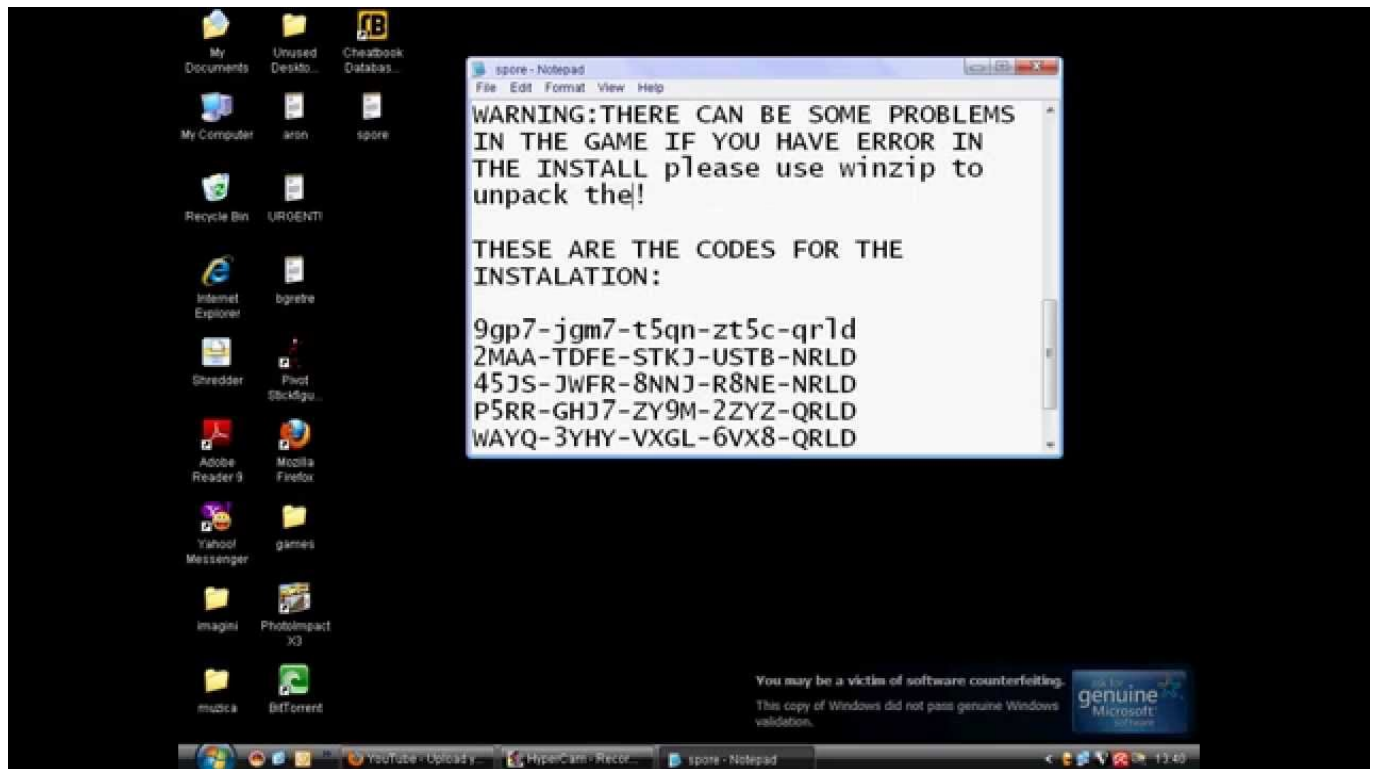 My Documents
Unused Deskto...
Cheatbook Databas...
My Computer
aron
spore
Recycle Bin
URGENT!
Internet Explorer
bgretre
Shredder
Pivot Stickfigu...
Adobe Reader 9
Mozilla Firefox
Yahoo! Messenger
games
imagini
PhotoImpact X3
muzica
BitTorrent
spore - Notepad
File Edit Format View Help
WARNING:THERE CAN BE SOME PROBLEMS
IN THE GAME IF YOU HAVE ERROR IN
THE INSTALL please use winzip to
unpack the!
THESE ARE THE CODES FOR THE
INSTALATION:
9gp7-jgm7-t5qn-zt5c-qrld
2MAA-TDFE-STKJ-USTB-NRLD
45JS-JWFR-8NNJ-R8NE-NRLD
P5RR-GHJ7-ZY9M-2ZYZ-QRLD
WAYQ-3YHY-VXGL-6VX8-QRLD
You may be a victim of software counterfeiting.
This copy of Windows did not pass genuine Windows
validation.
ask for
genuine
Microsoft
software
YouTube - Upload y...
HyperCam - Recor...
spore - Notepad
13:40